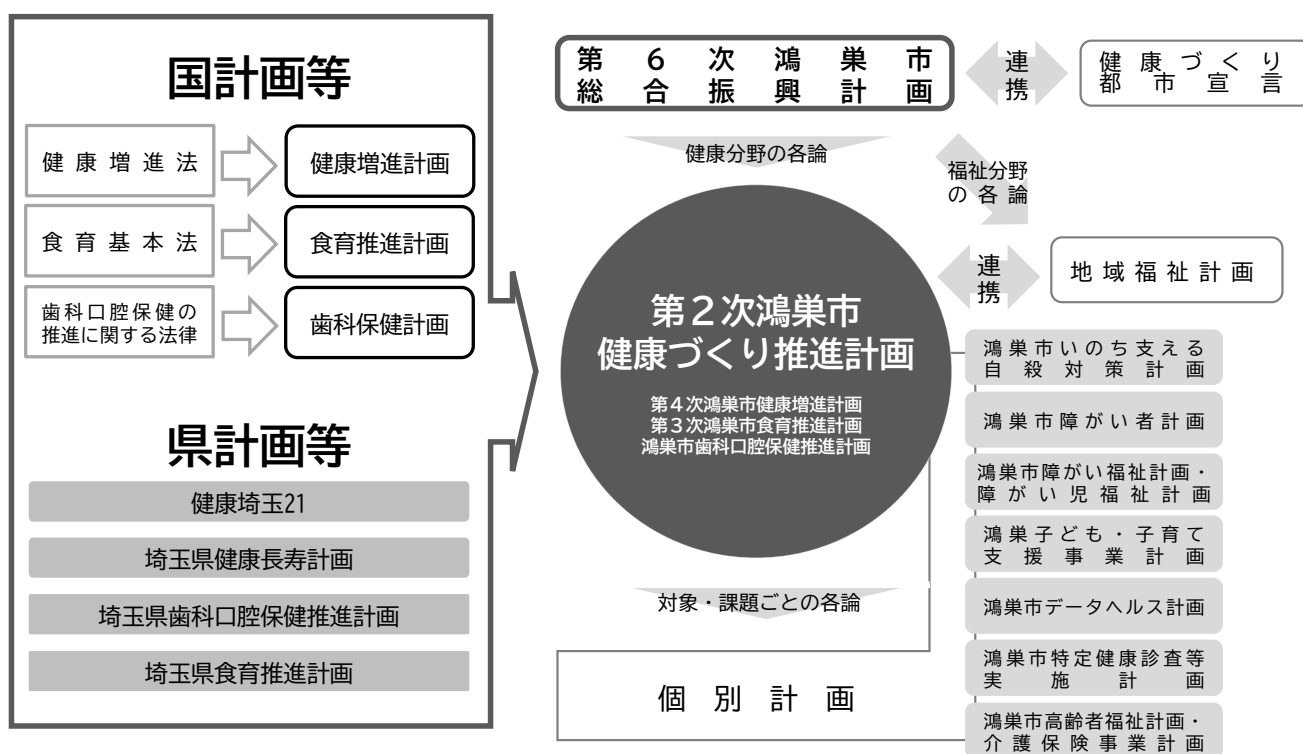 国計画等
健康増進法
健康増進計画
食育基本法
食育推進計画
歯科口腔保健の
推進に関する法律
歯科保健計画
県計画等
健康埼玉21
埼玉県健康長寿計画
埼玉県歯科口腔保健推進計画
埼玉県食育推進計画
第6次鴻巣市
総合振興計画
連携
健康づくり
都市宣言
健康分野の各論
福祉分野
の各論
第2次鴻巣市
健康づくり推進計画
第4次鴻巣市健康増進計画
第3次鴻巣市食育推進計画
鴻巣市歯科口腔保健推進計画
連携
地域福祉計画
対象・課題ごとの各論
個別計画
鴻巣市いのち支える
自殺対策計画
鴻巣市障がい者計画
鴻巣市障がい福祉計画・
障がい児福祉計画
鴻巣子ども・子育て
支援事業計画
鴻巣市データヘルス計画
鴻巣市特定健康診査等
実施計画
鴻巣市高齢者福祉計画・
介護保険事業計画